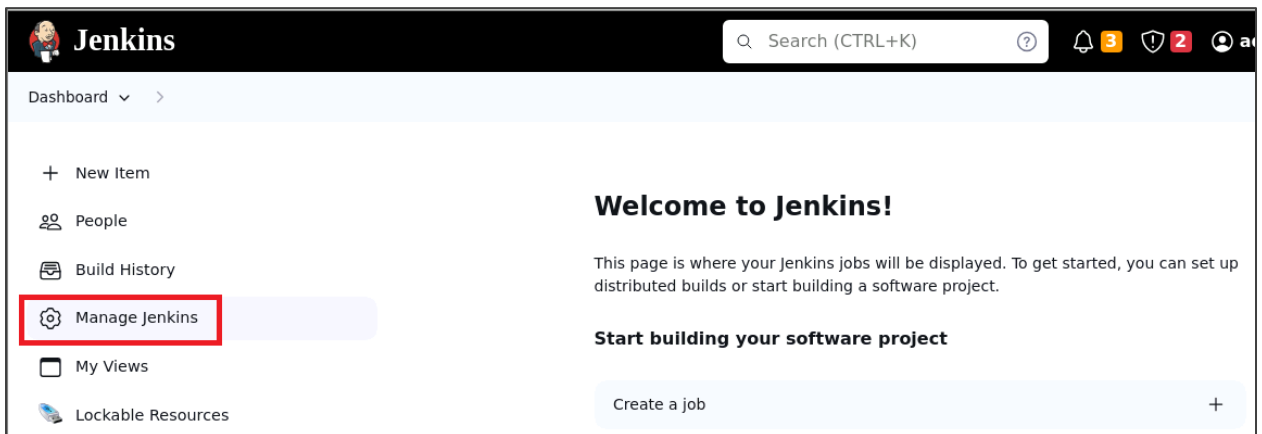 Jenkins
Search (CTRL+K)
3
2
Dashboard
New Item
People
Build History
Manage Jenkins
My Views
Lockable Resources
Welcome to Jenkins!
This page is where your Jenkins jobs will be displayed. To get started, you can set up
distributed builds or start building a software project.
Start building your software project
Create a job